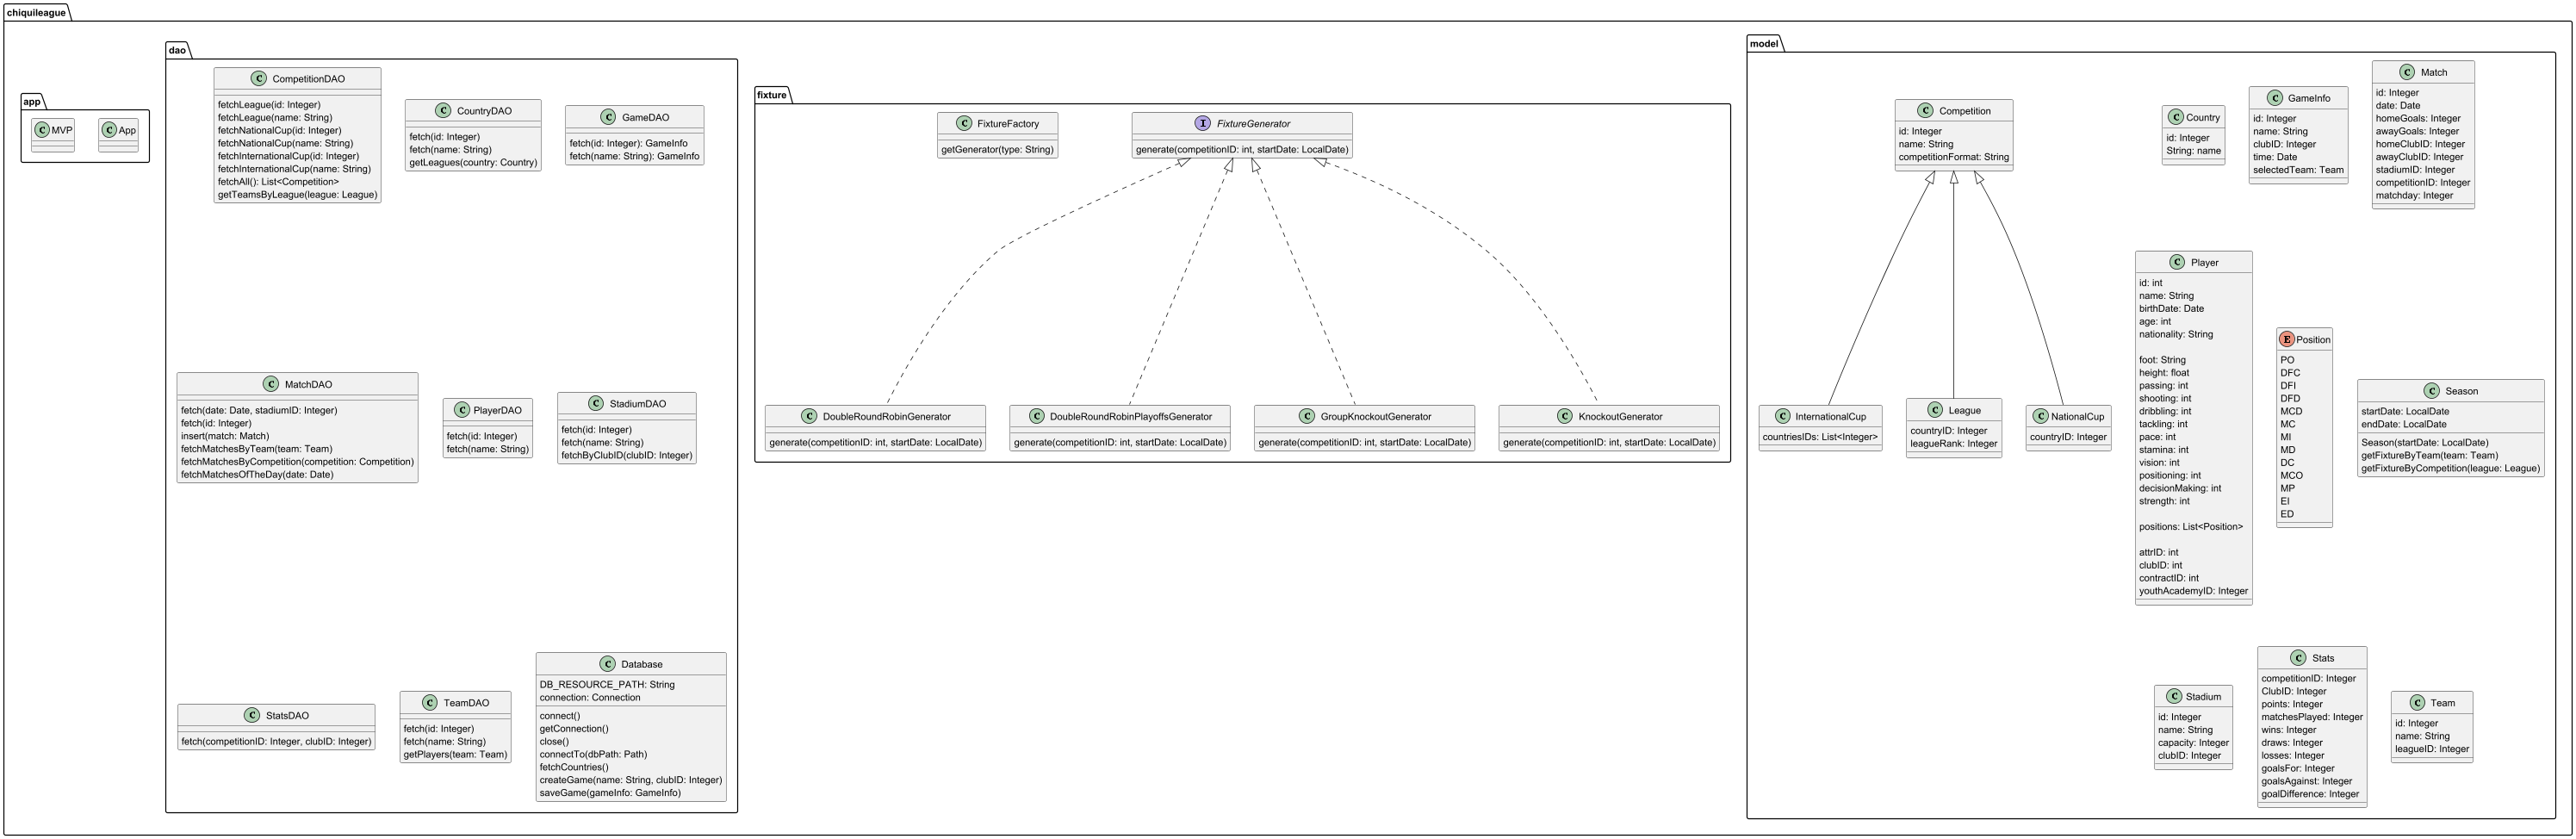 chiquileague
app
MVP
App
dao
CompetitionDAO
fetchLeague(id: Integer)
fetchLeague(name: String)
fetchNationalCup(id: Integer)
fetchNationalCup(name: String)
fetchInternationalCup(id: Integer)
fetchInternationalCup(name: String)
fetchAll(): List<Competition>
getTeamsByLeague(league: League)
CountryDAO
fetch(id: Integer)
fetch(name: String)
getLeagues(country: Country)
GameDAO
fetch(id: Integer): GameInfo
fetch(name: String): GameInfo
MatchDAO
fetch(date: Date, stadiumID: Integer)
fetch(id: Integer)
insert(match: Match)
fetchMatchesByTeam(team: Team)
fetchMatchesByCompetition(competition: Competition)
fetchMatchesOfTheDay(date: Date)
PlayerDAO
fetch(id: Integer)
fetch(name: String)
StadiumDAO
fetch(id: Integer)
fetch(name: String)
fetchByClubID(clubID: Integer)
StatsDAO
fetch(competitionID: Integer, clubID: Integer)
TeamDAO
fetch(id: Integer)
fetch(name: String)
getPlayers(team: Team)
Database
DB_RESOURCE_PATH: String
connection: Connection
connect()
getConnection()
close()
connectTo(dbPath: Path)
fetchCountries()
createGame(name: String, clubID: Integer)
saveGame(gameInfo: GameInfo)
fixture
FixtureFactory
getGenerator(type: String)
FixtureGenerator
generate(competitionID: int, startDate: LocalDate)
DoubleRoundRobinGenerator
generate(competitionID: int, startDate: LocalDate)
DoubleRoundRobinPlayoffsGenerator
generate(competitionID: int, startDate: LocalDate)
GroupKnockoutGenerator
generate(competitionID: int, startDate: LocalDate)
KnockoutGenerator
generate(competitionID: int, startDate: LocalDate)
model
Competition
id: Integer
name: String
competitionFormat: String
Country
id: Integer
String: name
GameInfo
id: Integer
name: String
clubID: Integer
time: Date
selectedTeam: Team
Match
id: Integer
date: Date
homeGoals: Integer
awayGoals: Integer
homeClubID: Integer
awayClubID: Integer
stadiumID: Integer
competitionID: Integer
matchday: Integer
InternationalCup
countriesIDs: List<Integer>
League
countryID: Integer
leagueRank: Integer
NationalCup
countryID: Integer
Player
id: int
name: String
birthDate: Date
age: int
nationality: String
foot: String
height: float
passing: int
shooting: int
dribbling: int
tackling: int
pace: int
stamina: int
vision: int
positioning: int
decisionMaking: int
strength: int
positions: List<Position>
attrID: int
clubID: int
contractID: int
youthAcademyID: Integer
Position
PO
DFC
DFI
DFD
MCD
MC
MI
MD
DC
MCO
MP
EI
ED
Season
startDate: LocalDate
endDate: LocalDate
Season(startDate: LocalDate)
getFixtureByTeam(team: Team)
getFixtureByCompetition(league: League)
Stadium
id: Integer
name: String
capacity: Integer
clubID: Integer
Stats
competitionID: Integer
ClubID: Integer
points: Integer
matchesPlayed: Integer
wins: Integer
draws: Integer
losses: Integer
goalsFor: Integer
goalsAgainst: Integer
goalDifference: Integer
Team
id: Integer
name: String
leagueID: Integer